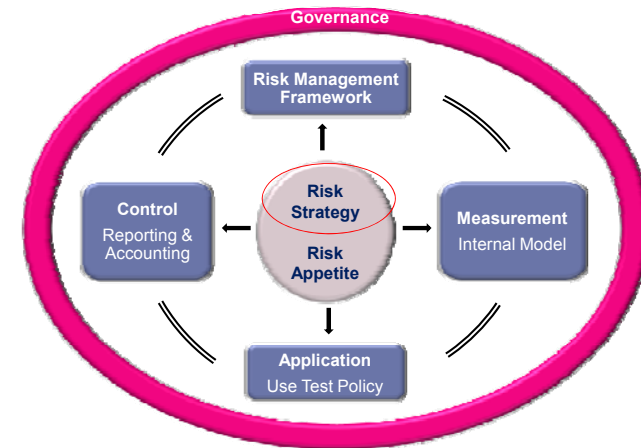 Governance
Risk Management
Framework
Risk
Strategy
Risk
Appetite
Control
Reporting &
Accounting
Measurement
Internal Model
Application
Use Test Policy